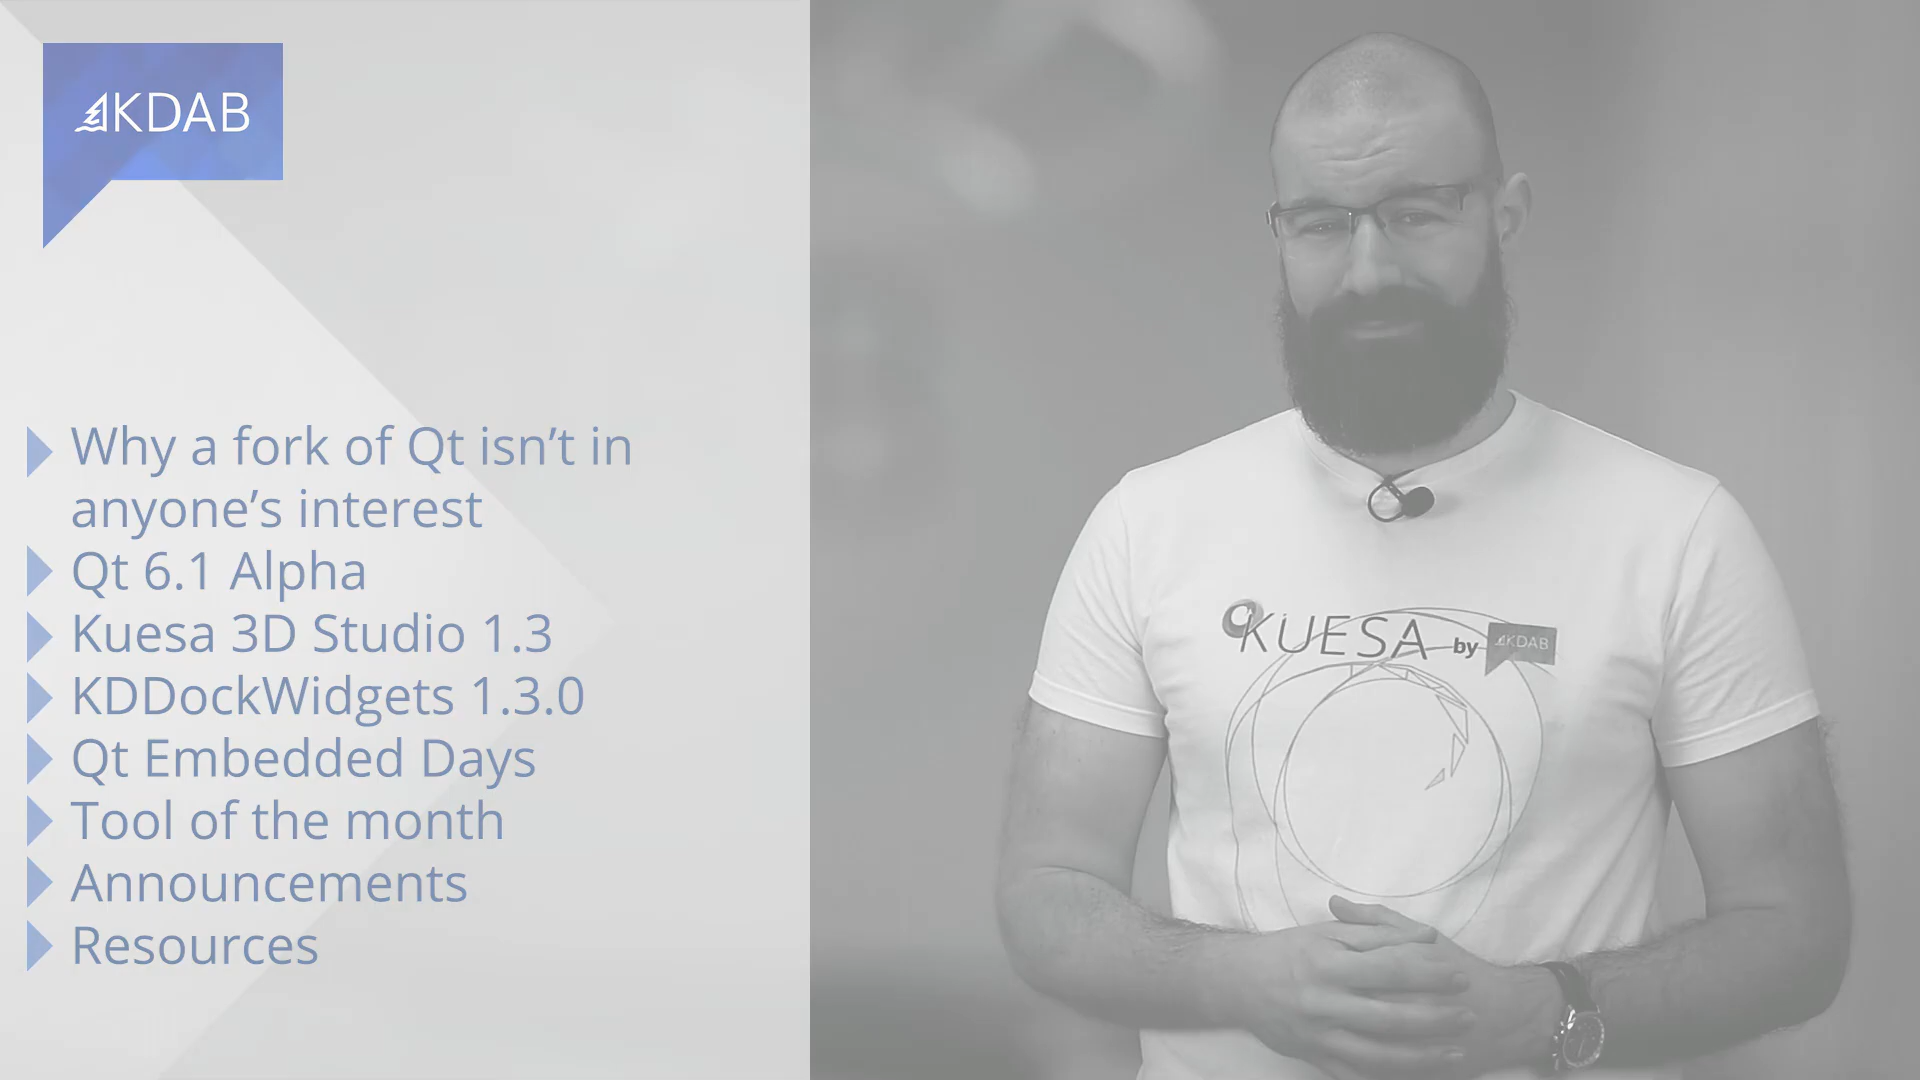 KDAB
Why a fork of Qt isn’t in
anyone’s interest
Qt 6.1 Alpha
Kuesa 3D Studio 1.3
KDDockWidgets 1.3.0
Qt Embedded Days
Tool of the month
Announcements
Resources
KUESA by KDAB